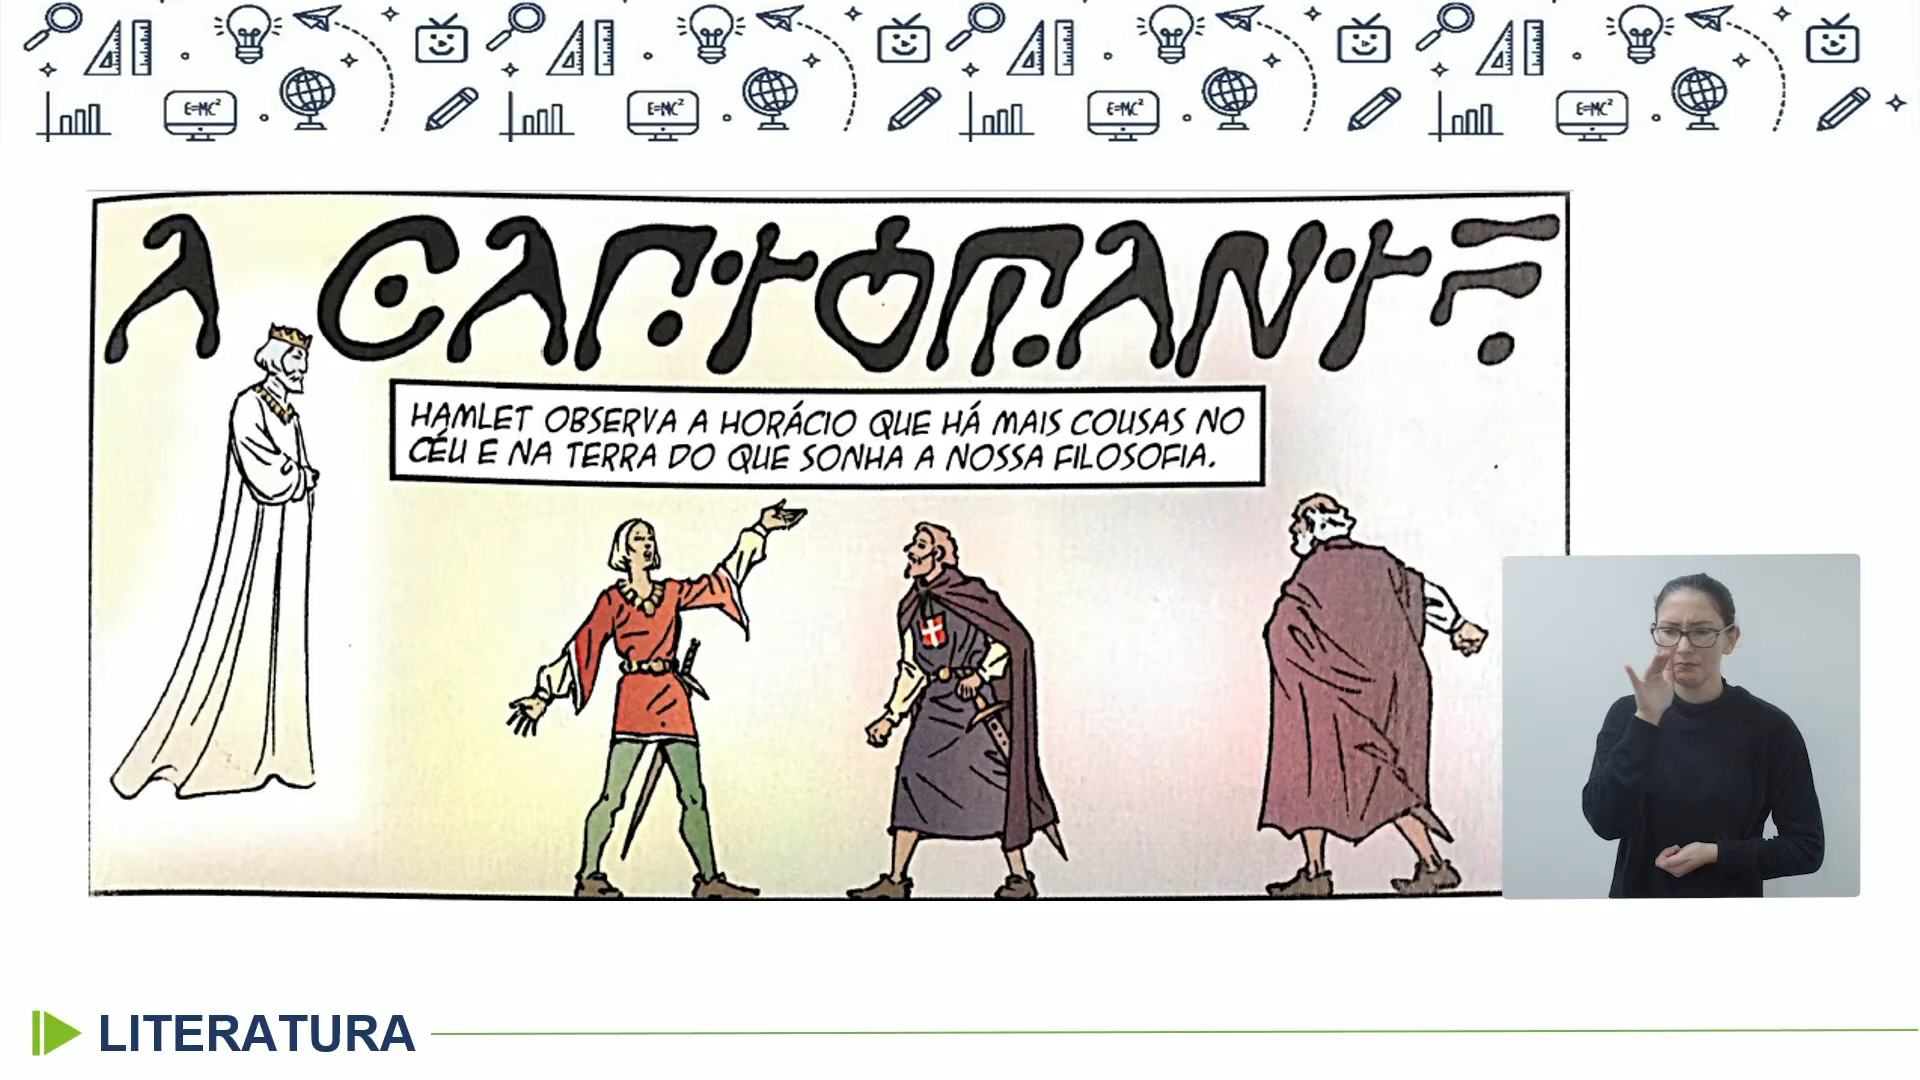 E=MC²
E=MC²
E=MC²
E=MC²
A CARTOMANTE
HAMLET OBSERVA A HORÁCIO QUE HÁ MAIS COUSAS NO
CÉU E NA TERRA DO QUE SONHA A NOSSA FILOSOFIA.
LITERATURA